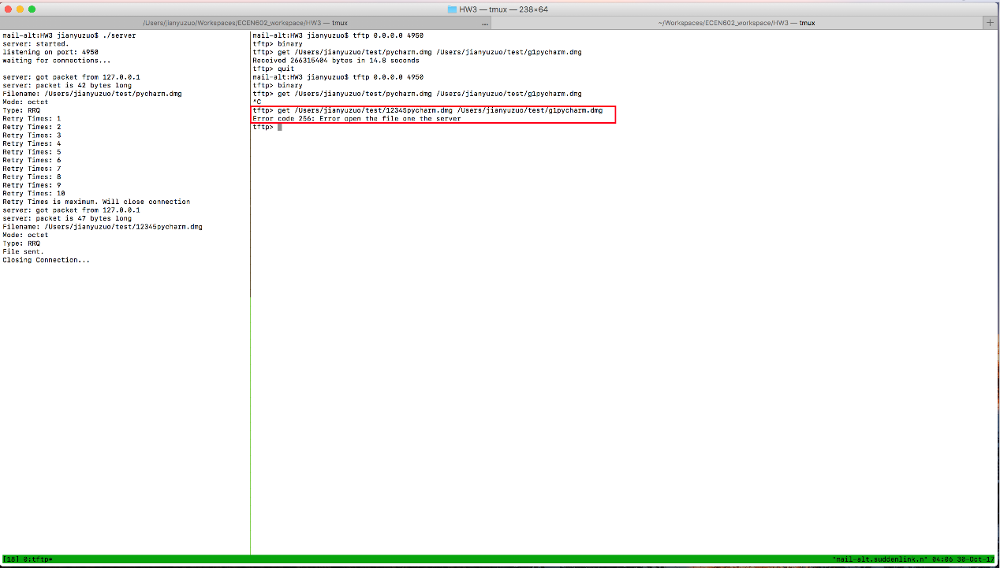 HW3 — tmux — 238×64
/Users/jianyuzuo/Workspaces/ECEN602_workspace/HW3 — tmux ...
~/Workspaces/ECEN602_workspace/HW3 — tmux +
mail-alt:HW3 jianyuzuo$ ./server
server: started.
listening on port: 4950
waiting for connections...
server: got packet from 127.0.0.1
server: packet is 42 bytes long
Filename: /Users/jianyuzuo/test/pycharm.dmg
Mode: octet
Type: RRQ
Retry Times: 1
Retry Times: 2
Retry Times: 3
Retry Times: 4
Retry Times: 5
Retry Times: 6
Retry Times: 7
Retry Times: 8
Retry Times: 9
Retry Times: 10
Retry Times is maximum. Will close connection
server: got packet from 127.0.0.1
server: packet is 47 bytes long
Filename: /Users/jianyuzuo/test/12345pycharm.dmg
Mode: octet
Type: RRQ
File sent.
Closing Connection...
mail-alt:HW3 jianyuzuo$ tftp 0.0.0.0 4950
tftp> binary
tftp> get /Users/jianyuzuo/test/pycharm.dmg /Users/jianyuzuo/test/g1pycharm.dmg
Received 266315404 bytes in 14.8 seconds
tftp> quit
mail-alt:HW3 jianyuzuo$ tftp 0.0.0.0 4950
tftp> binary
tftp> get /Users/jianyuzuo/test/pycharm.dmg /Users/jianyuzuo/test/g1pycharm.dmg
^C
tftp> get /Users/jianyuzuo/test/12345pycharm.dmg /Users/jianyuzuo/test/g1pycharm.dmg
Error code 256: Error open the file one the server
tftp>
[18] 0:tftp*
"mail-alt.suddenlink.n" 04:06 30-Oct-17